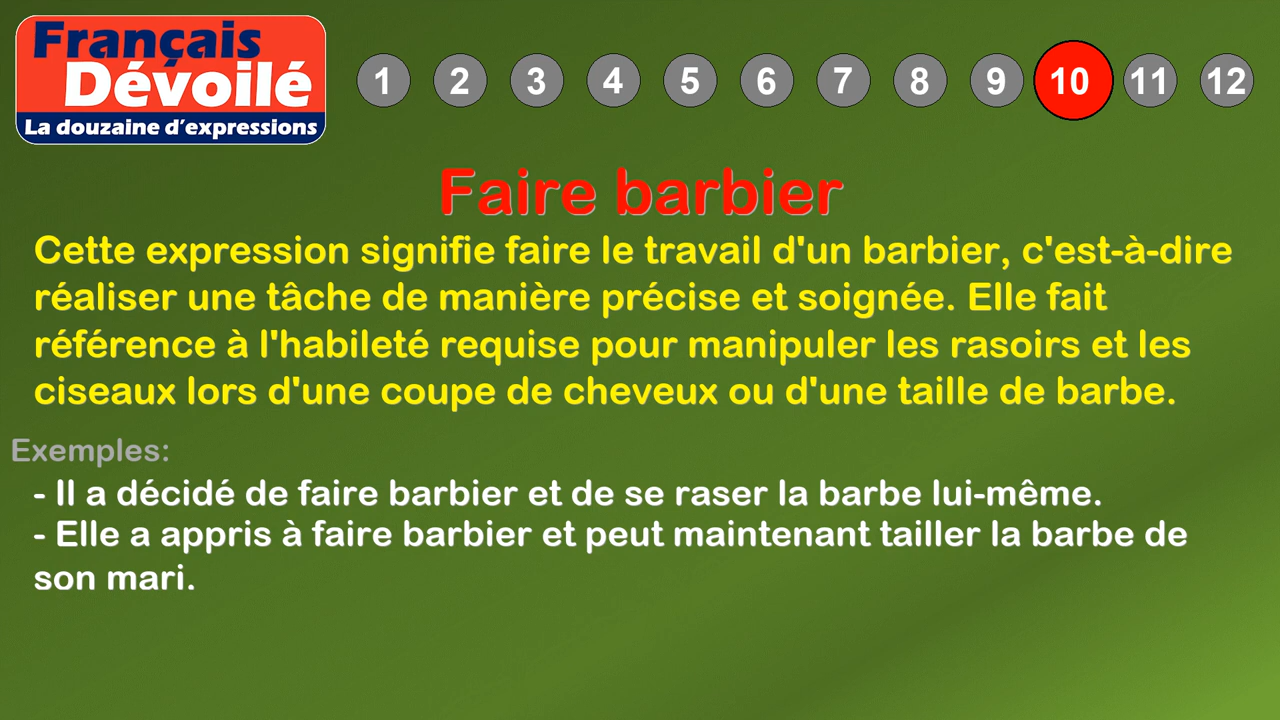 Français
Dévoilé
La douzaine d'expressions
1 2 3 4 5 6 7 8 9 10 11 12
Faire barbier
Cette expression signifie faire le travail d'un barbier, c'est-à-dire
réaliser une tâche de manière précise et soignée. Elle fait
référence à l'habileté requise pour manipuler les rasoirs et les
ciseaux lors d'une coupe de cheveux ou d'une taille de barbe.
Exemples:
- Il a décidé de faire barbier et de se raser la barbe lui-même.
- Elle a appris à faire barbier et peut maintenant tailler la barbe de
son mari.